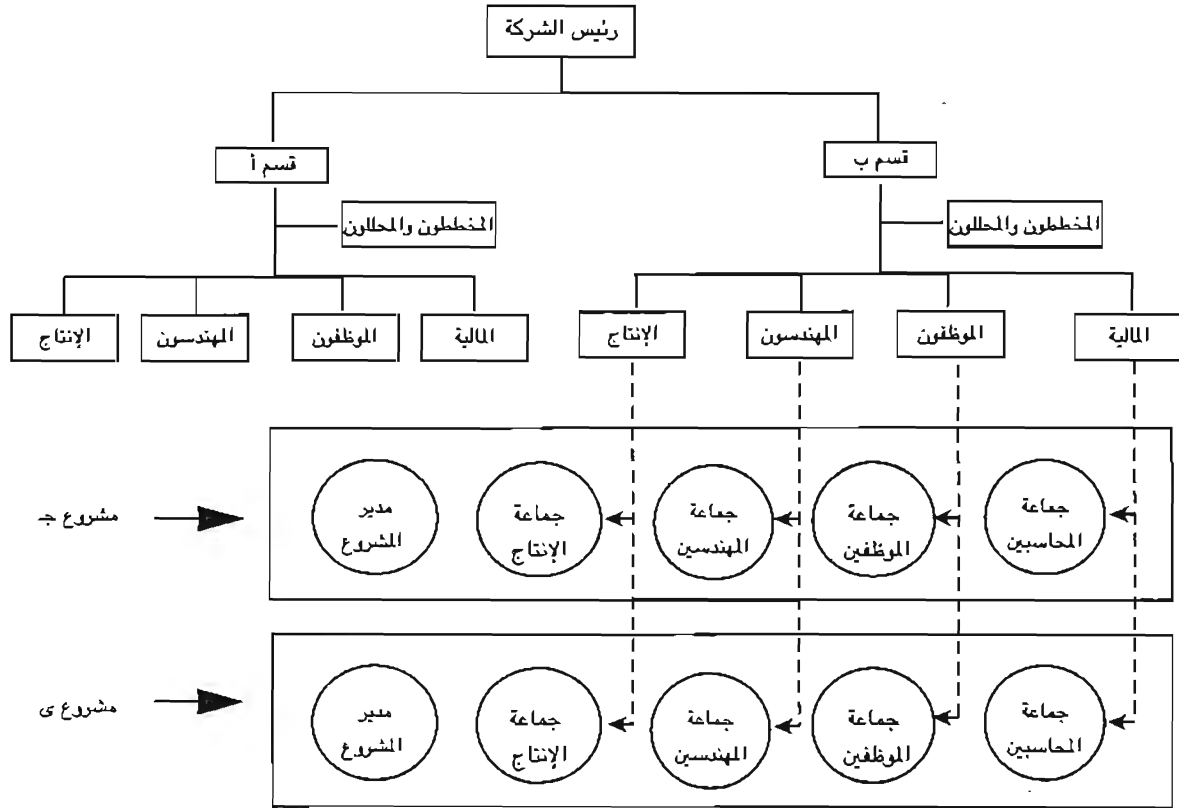 رئيس الشركة
قسم ب
قسم أ
المخططون والمحللون
المخططون والمحللون
المالية
الموظفون
المهندسون
الإنتاج
المالية
الموظفون
المهندسون
الإنتاج
مشروع جـ
مدير
المشروع
جماعة
الإنتاج
جماعة
المهندسين
جماعة
الموظفين
جماعة
المحاسبين
مشروع ى
مدير
المشروع
جماعة
الإنتاج
جماعة
المهندسين
جماعة
الموظفين
جماعة
المحاسبين